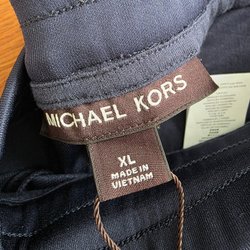 MICHAEL KORS
XL
MADE IN
VIETNAM